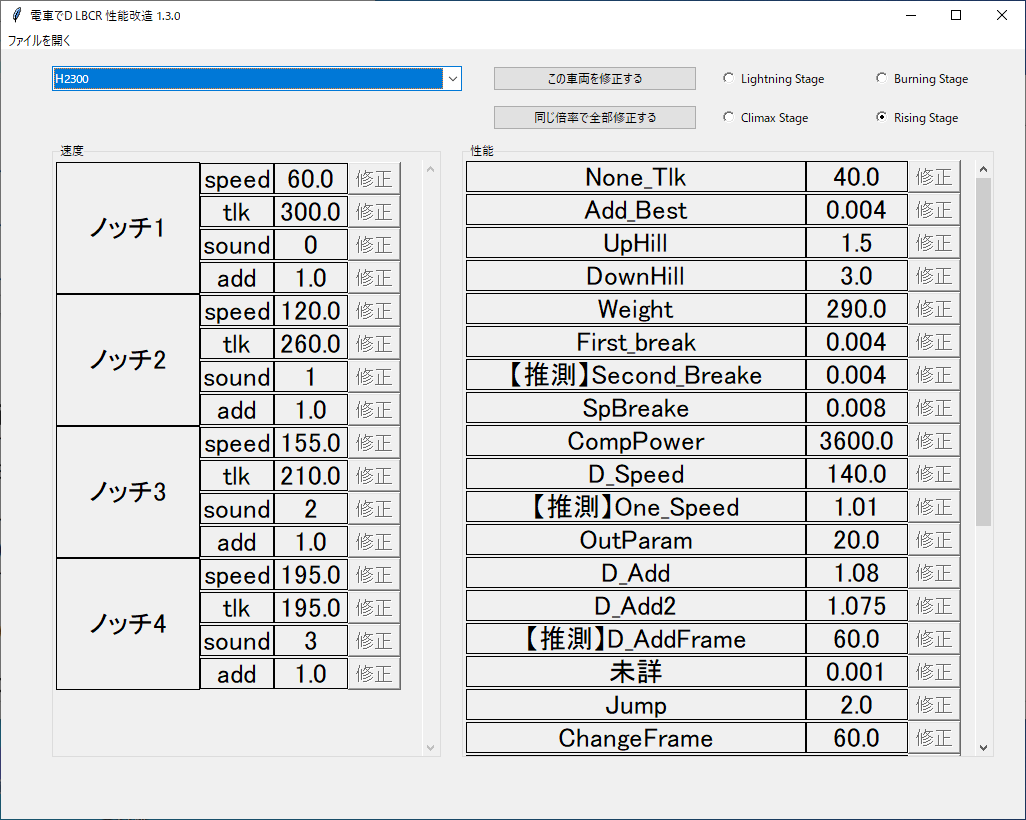 電車でD LBCR 性能改造 1.3.0
ファイルを開く
H2300
この車両を修正する
Lightning Stage
Burning Stage
同じ倍率で全部修正する
Climax Stage
Rising Stage
速度
ノッチ1
speed 60.0 修正
tlk 300.0 修正
sound 0 修正
add 1.0 修正
ノッチ2
speed 120.0 修正
tlk 260.0 修正
sound 1 修正
add 1.0 修正
ノッチ3
speed 155.0 修正
tlk 210.0 修正
sound 2 修正
add 1.0 修正
ノッチ4
speed 195.0 修正
tlk 195.0 修正
sound 3 修正
add 1.0 修正
性能
None_Tlk 40.0 修正
Add_Best 0.004 修正
UpHill 1.5 修正
DownHill 3.0 修正
Weight 290.0 修正
First_break 0.004 修正
【推測】Second_Breake 0.004 修正
SpBreake 0.008 修正
CompPower 3600.0 修正
D_Speed 140.0 修正
【推測】One_Speed 1.01 修正
OutParam 20.0 修正
D_Add 1.08 修正
D_Add2 1.075 修正
【推測】D_AddFrame 60.0 修正
未詳 0.001 修正
Jump 2.0 修正
ChangeFrame 60.0 修正